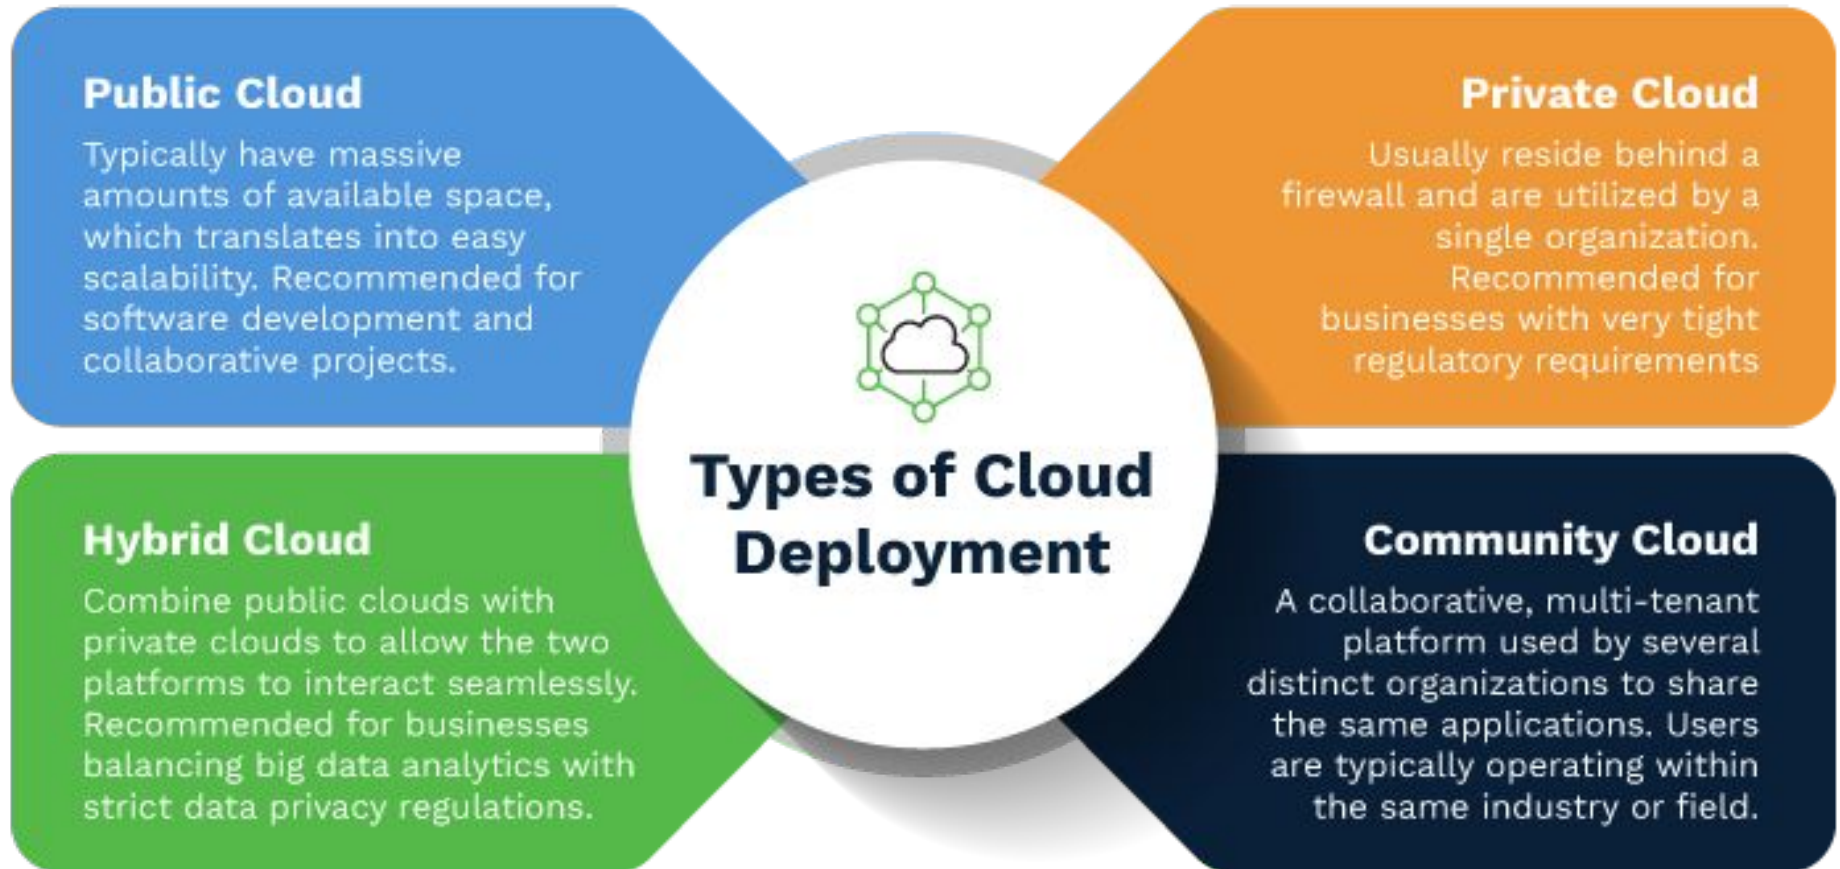 Public Cloud
Typically have massive
amounts of available space,
which translates into easy
scalability. Recommended for
software development and
collaborative projects.
Private Cloud
Usually reside behind a
firewall and are utilized by a
single organization.
Recommended for
businesses with very tight
regulatory requirements
Types of Cloud
Deployment
Hybrid Cloud
Combine public clouds with
private clouds to allow the two
platforms to interact seamlessly.
Recommended for businesses
balancing big data analytics with
strict data privacy regulations.
Community Cloud
A collaborative, multi-tenant
platform used by several
distinct organizations to share
the same applications. Users
are typically operating within
the same industry or field.